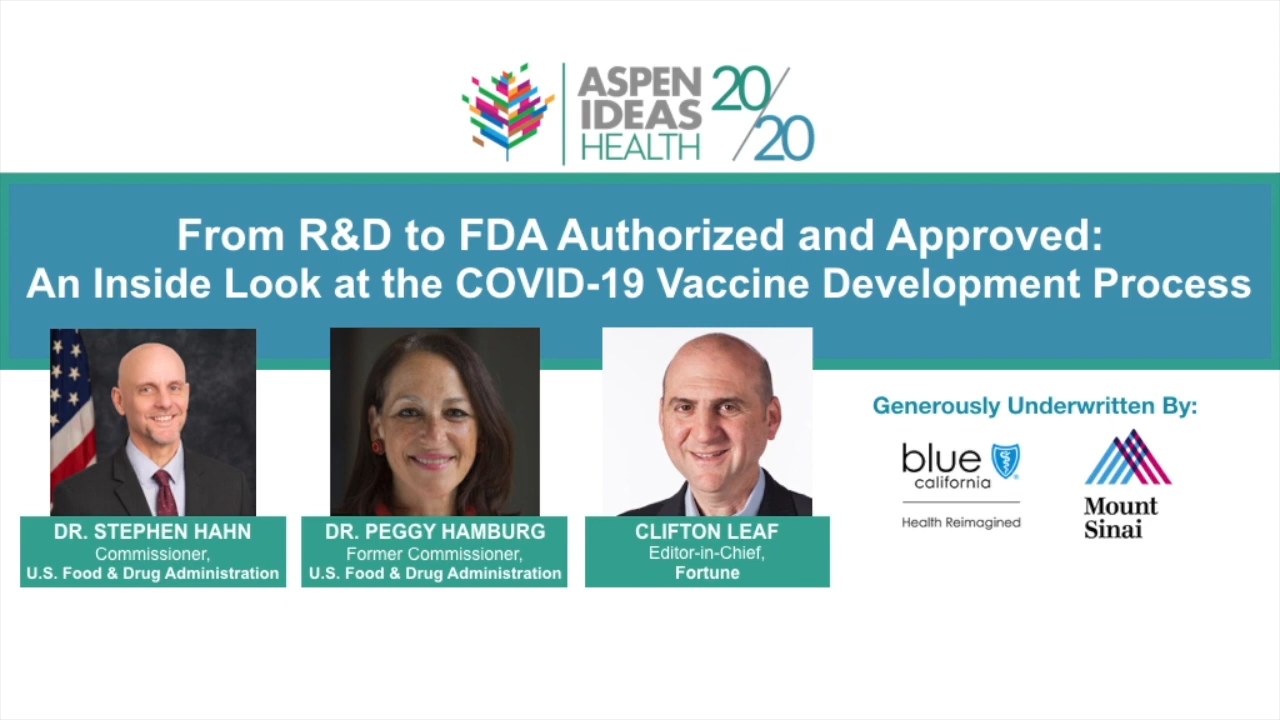 ASPEN
IDEAS
HEALTH
20/20
From R&D to FDA Authorized and Approved:
An Inside Look at the COVID-19 Vaccine Development Process
DR. STEPHEN HAHN
Commissioner,
U.S. Food & Drug Administration
DR. PEGGY HAMBURG
Former Commissioner,
U.S. Food & Drug Administration
CLIFTON LEAF
Editor-in-Chief,
Fortune
Generously Underwritten By:
blue
california
Health Reimagined
Mount
Sinai